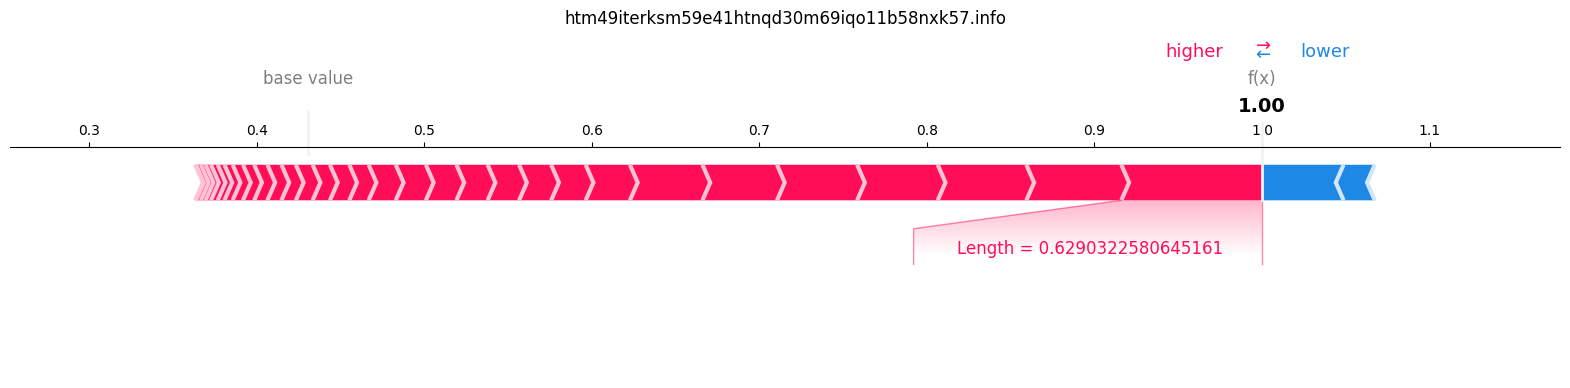 htm49iterksm59e41htnqd30m69iqo11b58nxk57.info
higher → ← lower
base value f(x)
1.00
0.3 0.4 0.5 0.6 0.7 0.8 0.9 1.0 1.1
Length = 0.6290322580645161